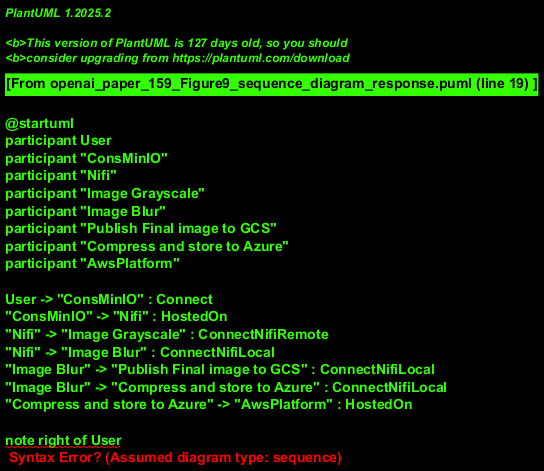 PlantUML 1.2025.2
<b>This version of PlantUML is 127 days old, so you should
<b>consider upgrading from https://plantuml.com/download
[From openai_paper_159_Figure9_sequence_diagram_response.puml (line 19) ]
@startuml
participant User
participant "ConsMinIO"
participant "Nifi"
participant "Image Grayscale"
participant "Image Blur"
participant "Publish Final image to GCS"
participant "Compress and store to Azure"
participant "AwsPlatform"
User -> "ConsMinIO" : Connect
"ConsMinIO" -> "Nifi" : HostedOn
"Nifi" -> "Image Grayscale" : ConnectNifiRemote
"Nifi" -> "Image Blur" : ConnectNifiLocal
"Image Blur" -> "Publish Final image to GCS" : ConnectNifiLocal
"Image Blur" -> "Compress and store to Azure" : ConnectNifiLocal
"Compress and store to Azure" -> "AwsPlatform" : HostedOn
note right of User
Syntax Error? (Assumed diagram type: sequence)